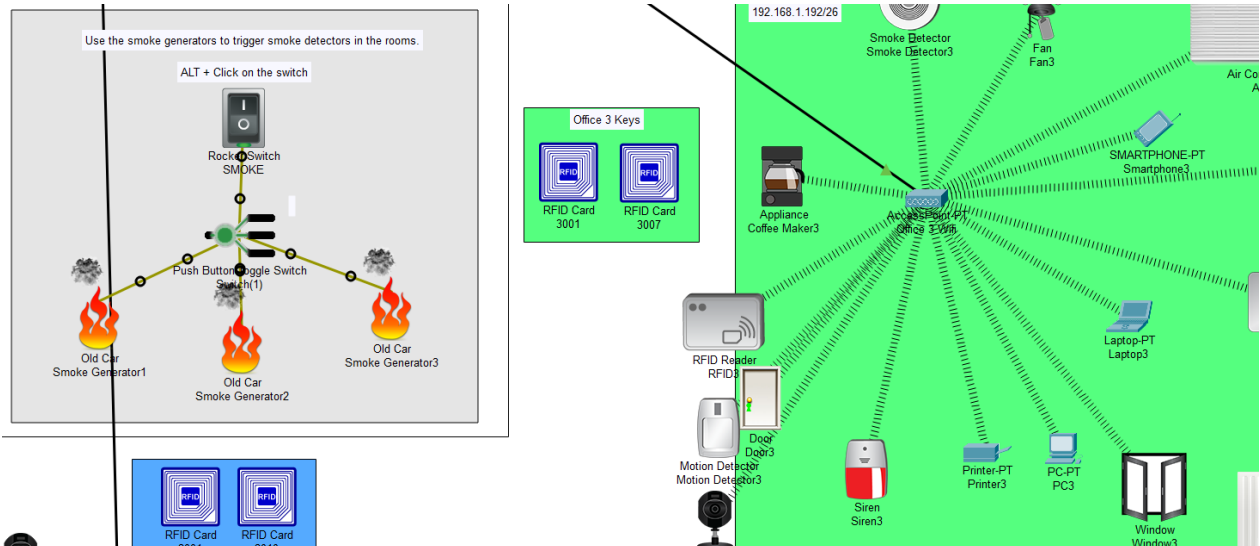 Use the smoke generators to trigger smoke detectors in the rooms.
ALT + Click on the switch
Rocker Switch
SMOKE
Push Button Toggle Switch
Switch(1)
Old Car
Smoke Generator1
Old Car
Smoke Generator2
Old Car
Smoke Generator3
RFID
RFID Card
RFID
RFID Card
Office 3 Keys
RFID
RFID Card
3001
RFID
RFID Card
3007
192.168.1.192/26
Smoke Detector
Smoke Detector3
Fan
Fan3
Air Co
A
SMARTPHONE-PT
Smartphone3
Appliance
Coffee Maker3
AccessPoint-PT
Office 3 Wifi
RFID Reader
RFID3
Laptop-PT
Laptop3
Door
Door3
Motion Detector
Motion Detector3
Siren
Siren3
Printer-PT
Printer3
PC-PT
PC3
Window
Window3